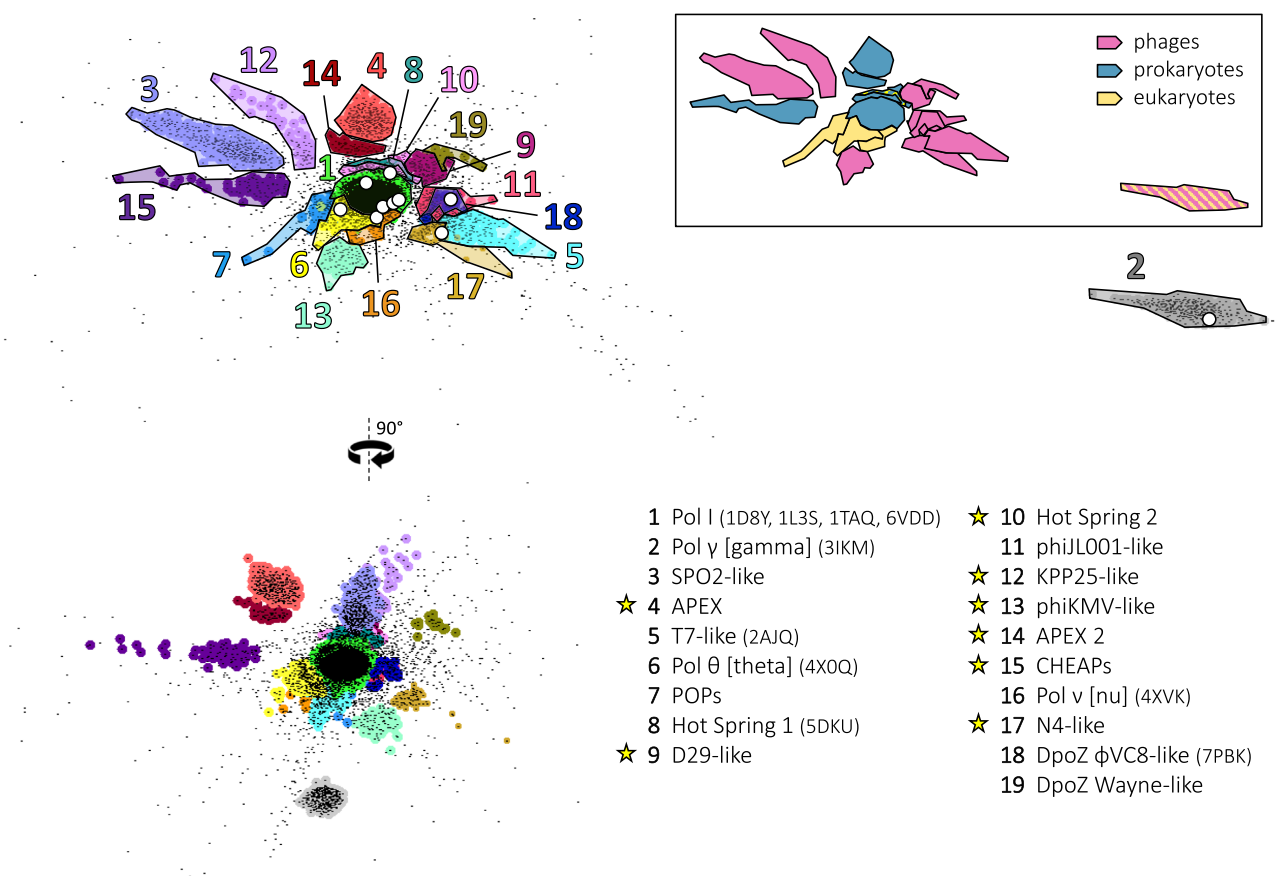 12
4
14
8
10
3
19
9
1
11
15
18
7
6
5
17
16
13
phages
prokaryotes
eukaryotes
2
90°
1 Pol I (1D8Y, 1L3S, 1TAQ, 6VDD)
2 Pol γ [gamma] (3IKM)
3 SPO2-like
4 APEX
5 T7-like (2AJQ)
6 Pol θ [theta] (4X0Q)
7 POPs
8 Hot Spring 1 (5DKU)
9 D29-like
10 Hot Spring 2
11 phiJL001-like
12 KPP25-like
13 phiKMV-like
14 APEX 2
15 CHEAPs
16 Pol ν [nu] (4XVK)
17 N4-like
18 DpoZ ϕVC8-like (7PBK)
19 DpoZ Wayne-like